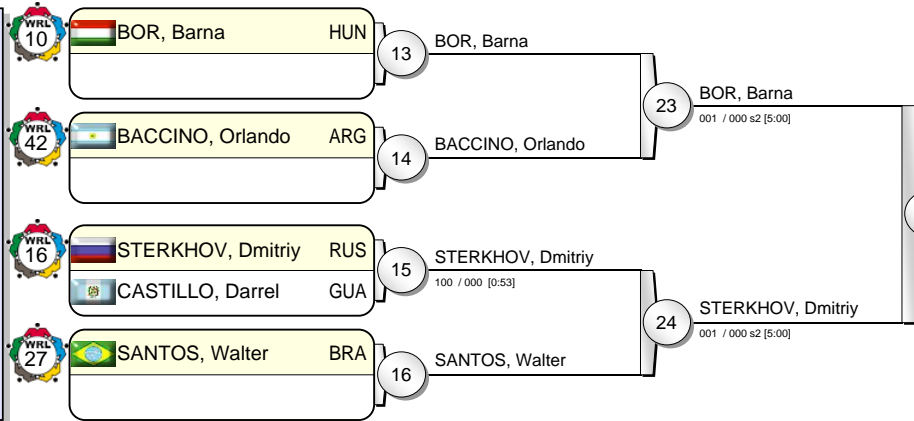 WRL
10
BOR, Barna HUN
13
BOR, Barna
23
BOR, Barna
001 / 000 s2 [5:00]
WRL
42
BACCINO, Orlando ARG
14
BACCINO, Orlando
WRL
16
STERKHOV, Dmitriy RUS
CASTILLO, Darrel GUA
15
STERKHOV, Dmitriy
100 / 000 [0:53]
24
STERKHOV, Dmitriy
001 / 000 s2 [5:00]
WRL
27
SANTOS, Walter BRA
16
SANTOS, Walter